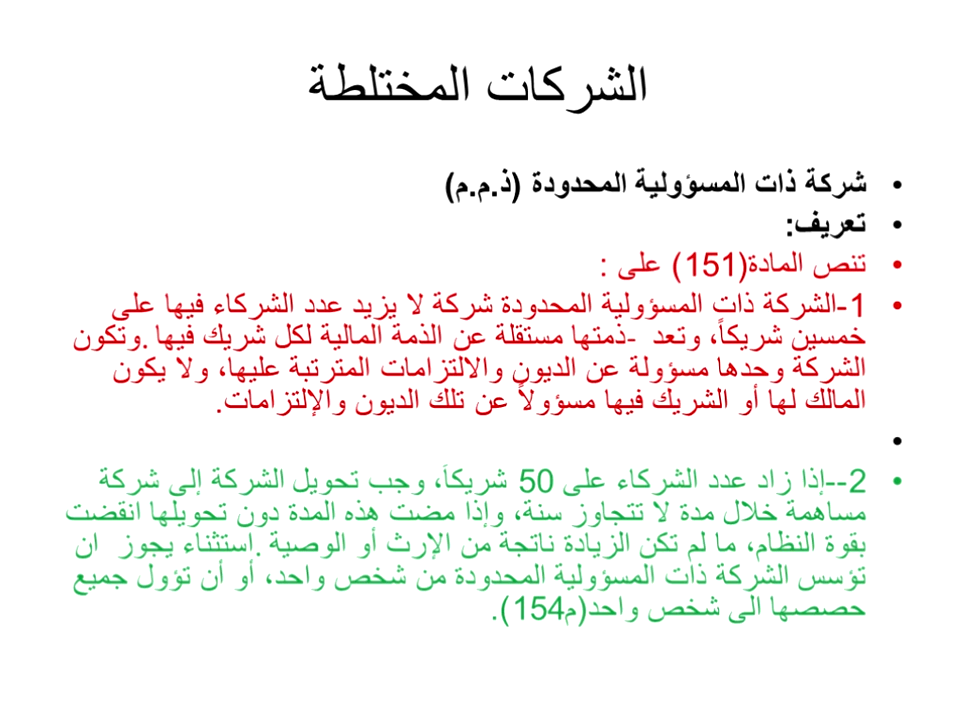 الشركات المختلطة
• شركة ذات المسؤولية المحدودة (ذ.م.م)
• تعريف:
• تنص المادة(151) على :
• 1-الشركة ذات المسؤولية المحدودة شركة لا يزيد عدد الشركاء فيها على
خمسين شريكاً، وتعد -ذمتها مستقلة عن الذمة المالية لكل شريك فيها .وتكون
الشركة وحدها مسؤولة عن الديون والالتزامات المترتبة عليها، ولا يكون
المالك لها أو الشريك فيها مسؤولاً عن تلك الديون والإلتزامات.
•
• 2--إذا زاد عدد الشركاء على 50 شريكاَ، وجب تحويل الشركة إلى شركة
مساهمة خلال مدة لا تتجاوز سنة، وإذا مضت هذه المدة دون تحويلها انقضت
بقوة النظام، ما لم تكن الزيادة ناتجة من الإرث أو الوصية .استثناء يجوز ان
تؤسس الشركة ذات المسؤولية المحدودة من شخص واحد، أو أن تؤول جميع
حصصها الى شخص واحد(م154).